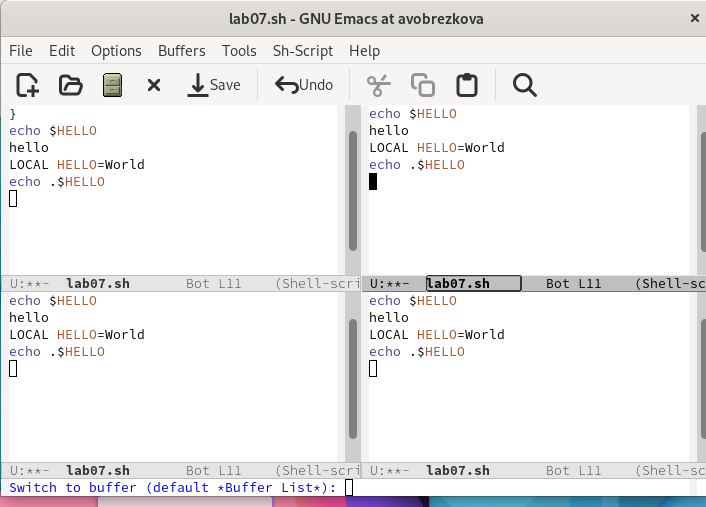 lab07.sh - GNU Emacs at avobrezkova
File Edit Options Buffers Tools Sh-Script Help
Save Undo
}
echo $HELLO
hello
LOCAL HELLO=World
echo .$HELLO
U:**- lab07.sh Bot L11 (Shell-scri
echo $HELLO
hello
LOCAL HELLO=World
echo .$HELLO
U:**- lab07.sh Bot L11 (Shell-sc
echo $HELLO
hello
LOCAL HELLO=World
echo .$HELLO
U:**- lab07.sh Bot L11 (Shell-scri
echo $HELLO
hello
LOCAL HELLO=World
echo .$HELLO
U:**- lab07.sh Bot L11 (Shell-sc
Switch to buffer (default *Buffer List*):